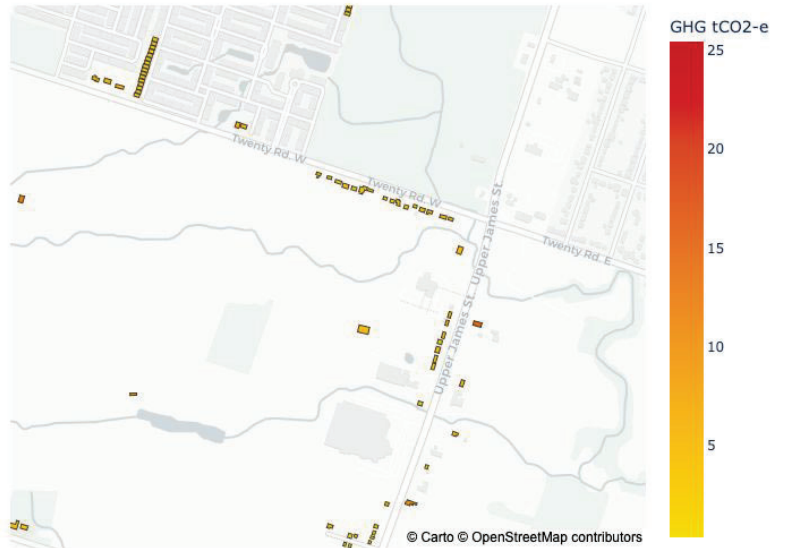 GHG tCO2-e
25
20
15
10
5
Twenty Rd. W
Twenty Rd. W
Twenty Rd. E
Upper James St.
Upper James St.
© Carto © OpenStreetMap contributors